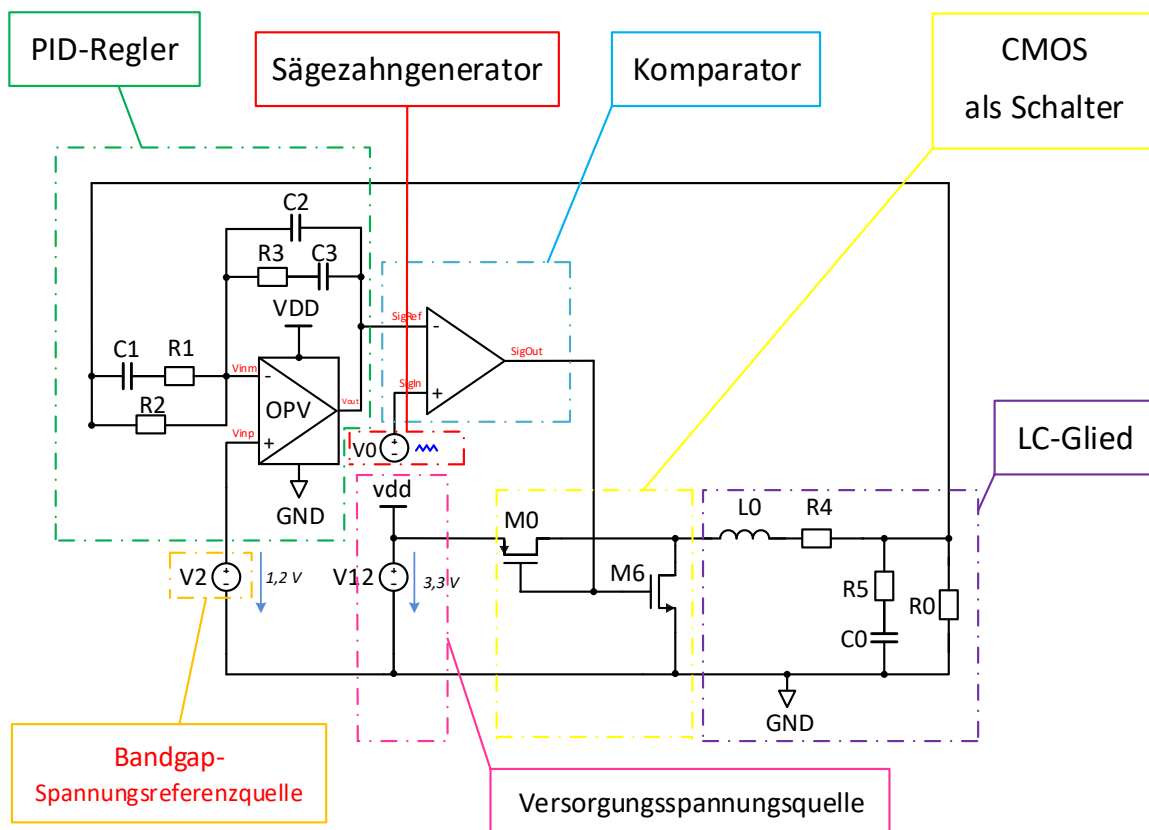 PID-Regler
Sägezahngenerator
Komparator
CMOS
als Schalter
C2
R3
C3
VDD
SigRef
-
SigOut
C1
R1
Vinm
-
OPV
Vout
SigIn
+
R2
Vinp
+
V0
+
-
GND
vdd
LC-Glied
M0
L0
R4
V2
+
-
1,2 V
V12
+
-
3,3 V
M6
R5
R0
C0
GND
Bandgap-
Spannungsreferenzquelle
Versorgungsspannungsquelle